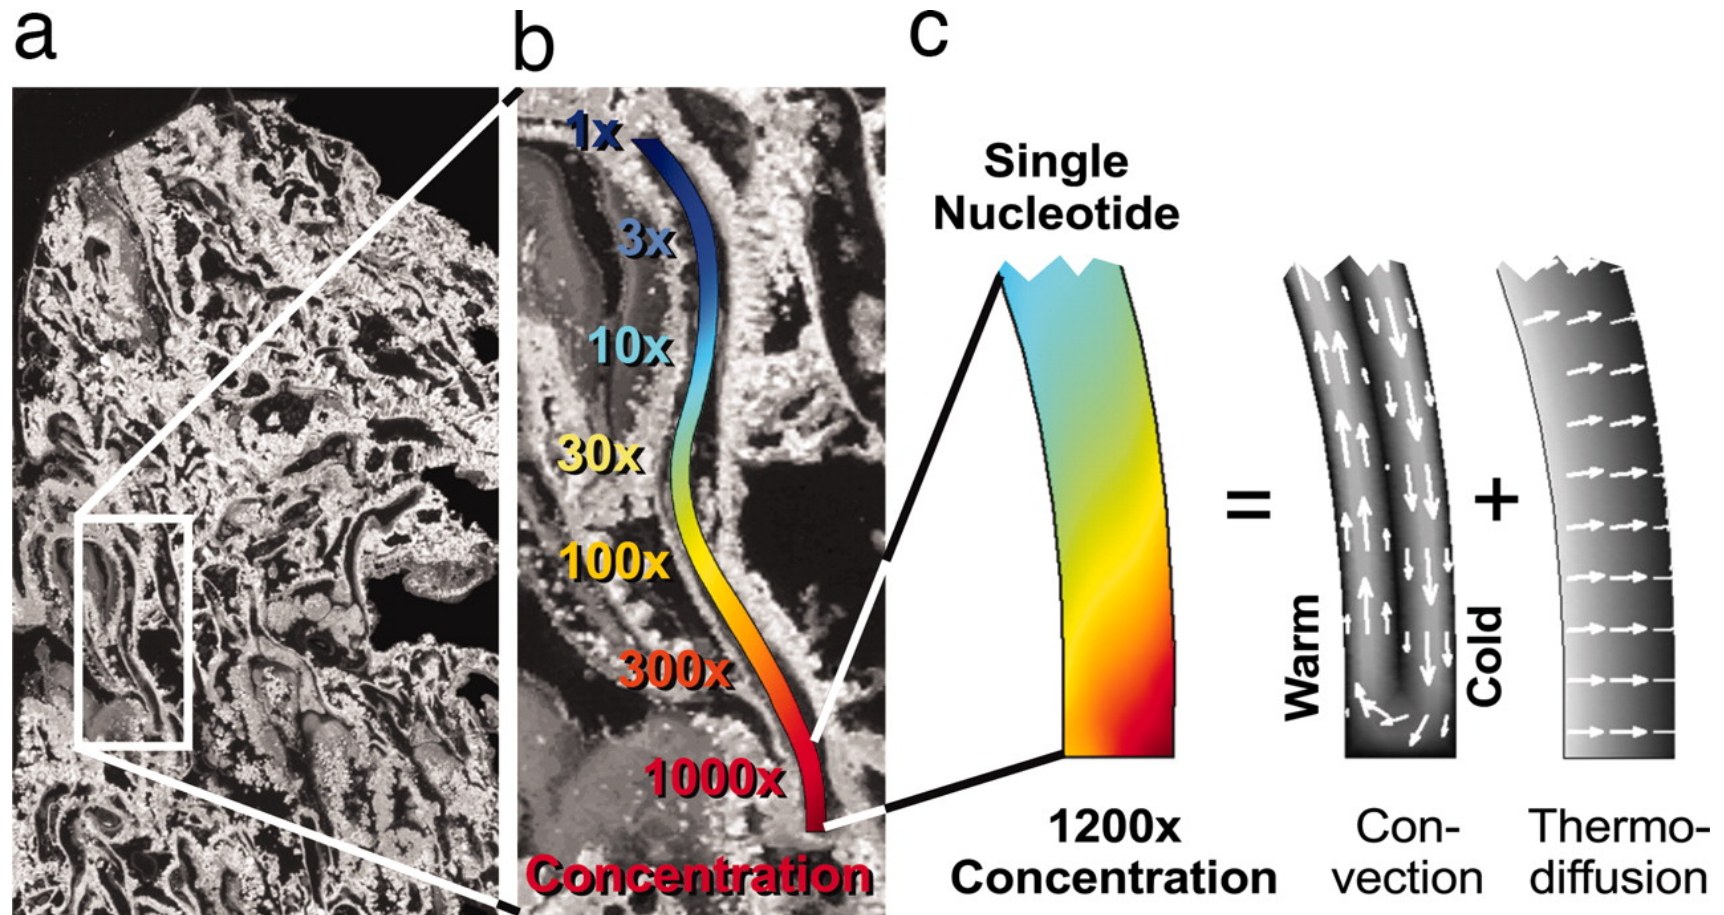 a
b
c
1x
3x
10x
30x
100x
300x
1000x
Concentration
Single
Nucleotide
=
+
Warm
Cold
1200x
Concentration
Con-
vection
Thermo-
diffusion